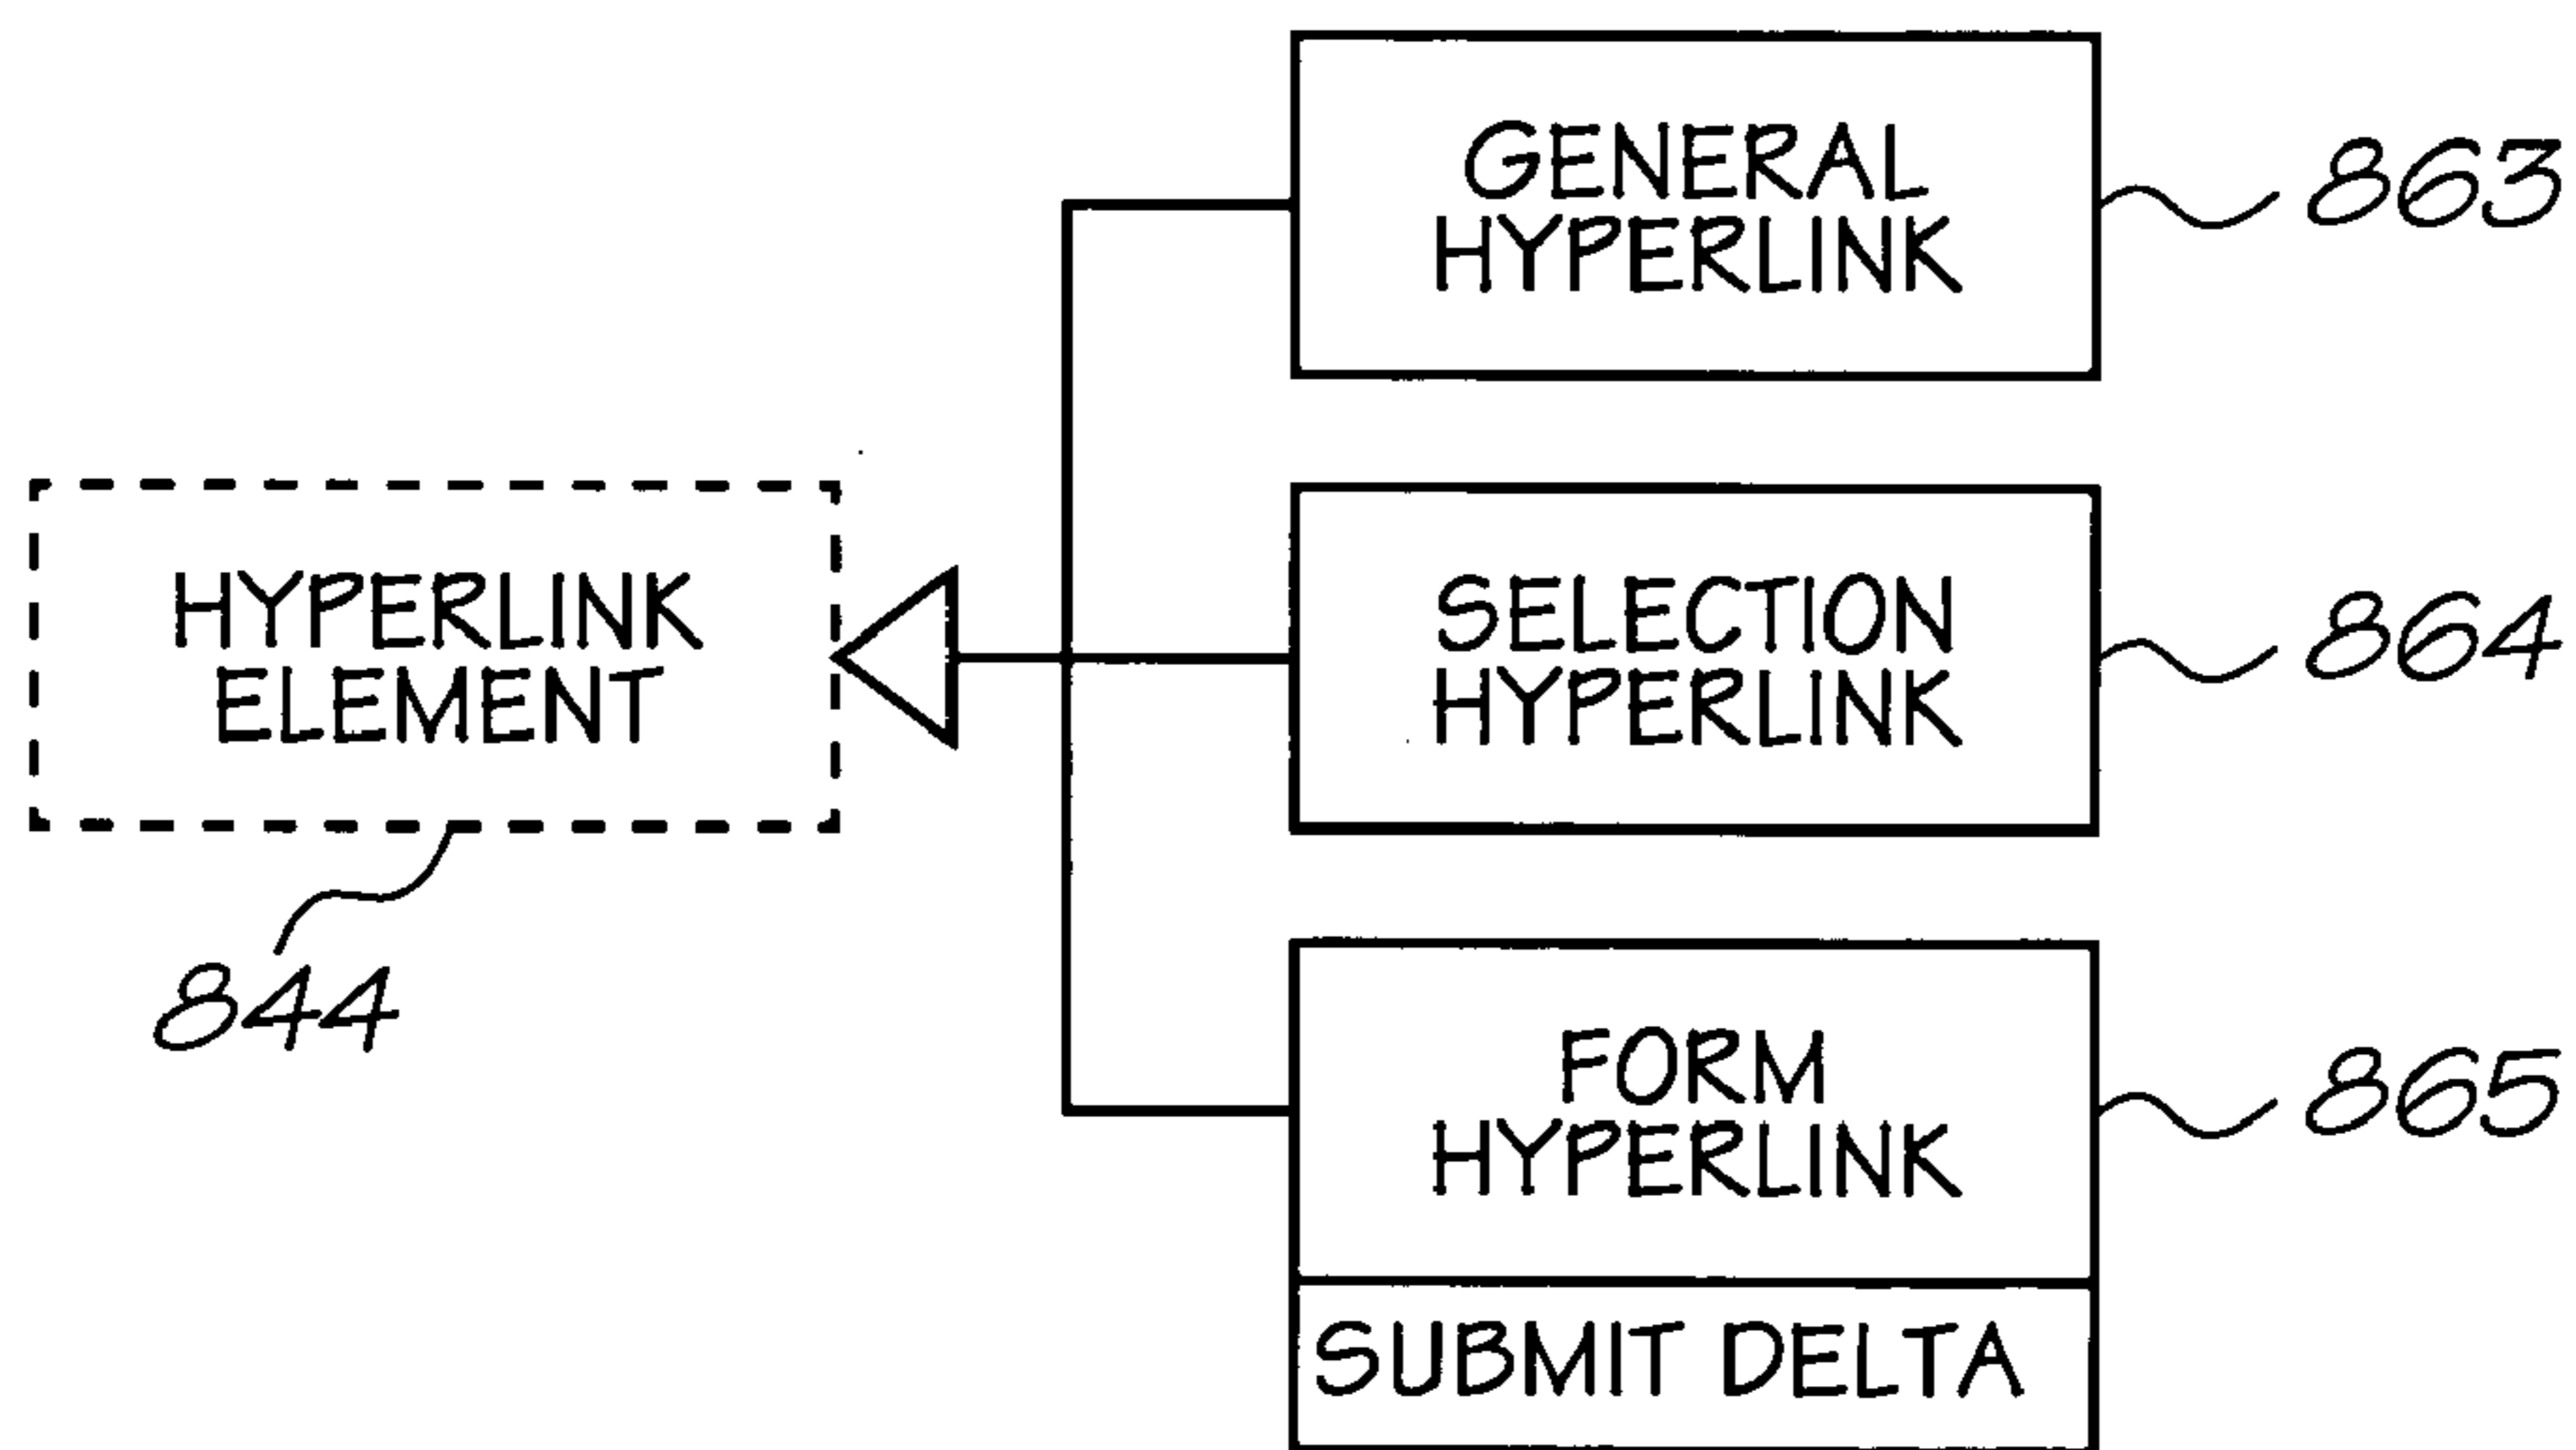 GENERAL
HYPERLINK
863
HYPERLINK
ELEMENT
844
SELECTION
HYPERLINK
864
FORM
HYPERLINK
865
SUBMIT DELTA